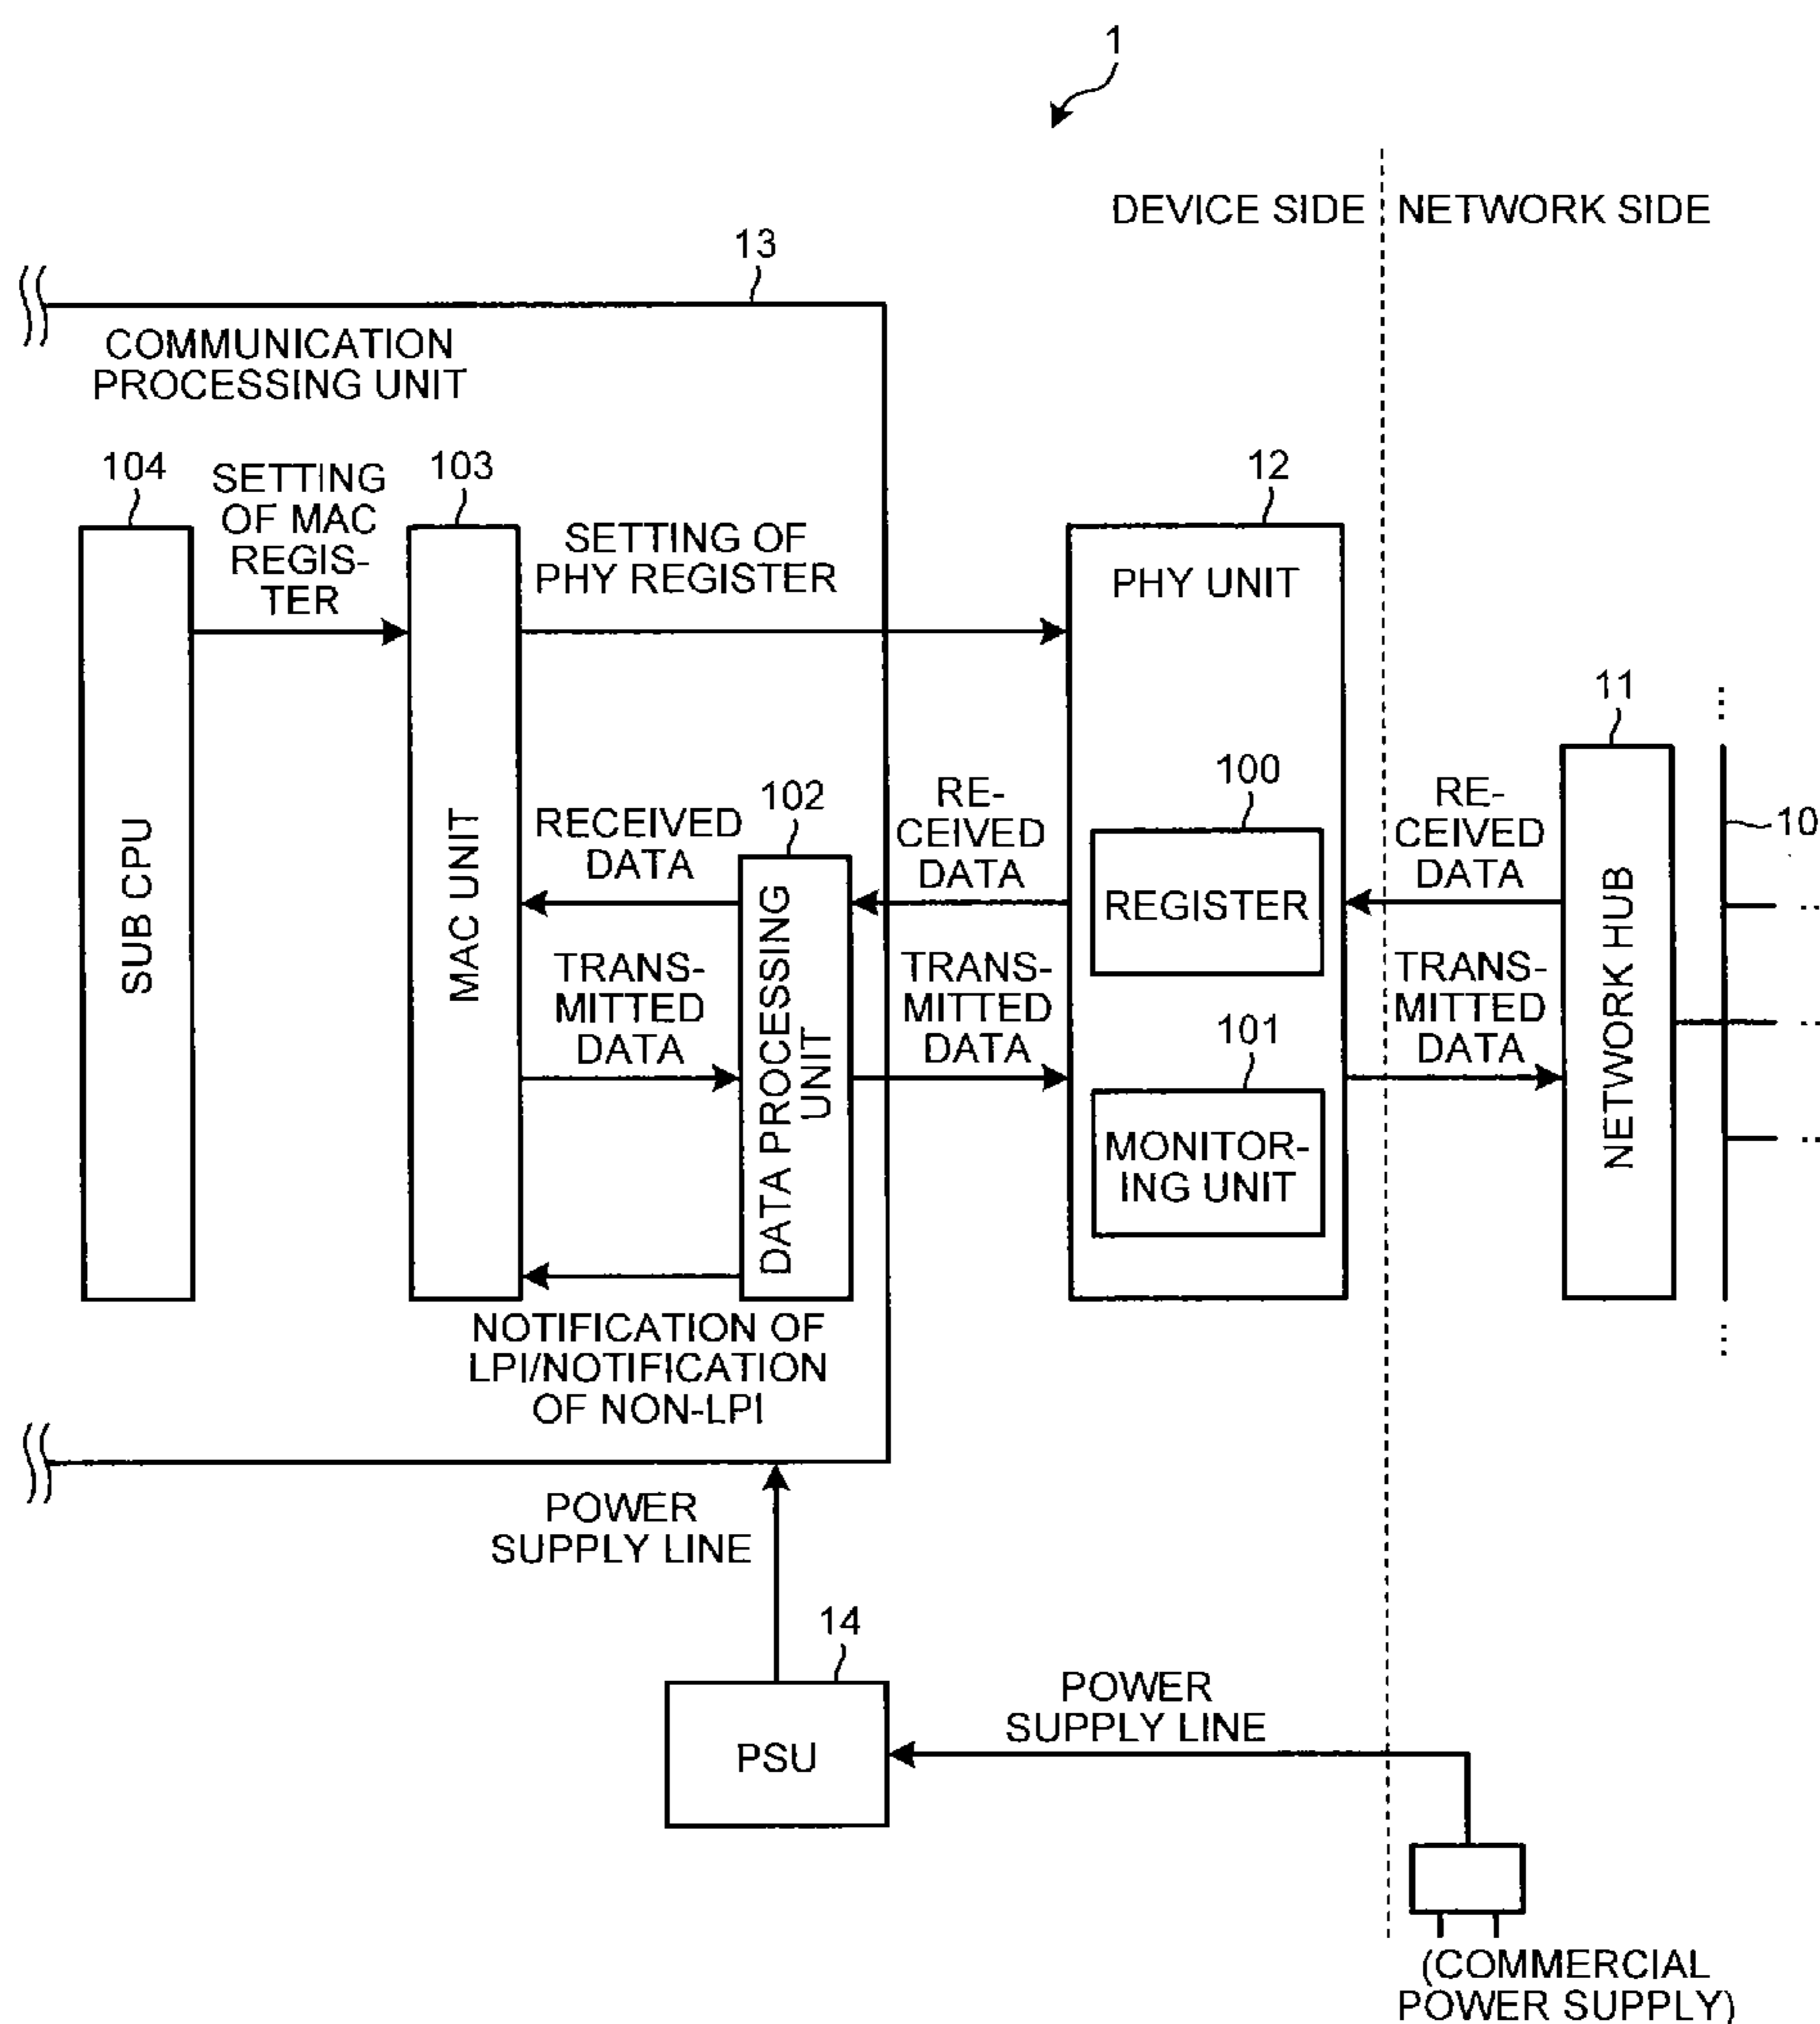 1
DEVICE SIDE
NETWORK SIDE
13
COMMUNICATION
PROCESSING UNIT
104
SETTING
OF MAC
REGIS-
TER
103
SETTING OF
PHY REGISTER
12
PHY UNIT
11
100
REGISTER
101
MONITOR-
ING UNIT
102
RECEIVED
DATA
RE-
CEIVED
DATA
RE-
CEIVED
DATA
10
SUB CPU
MAC UNIT
DATA PROCESSING
UNIT
NETWORK HUB
TRANS-
MITTED
DATA
TRANS-
MITTED
DATA
TRANS-
MITTED
DATA
NOTIFICATION OF
LPI/NOTIFICATION
OF NON-LPI
POWER
SUPPLY LINE
14
PSU
POWER
SUPPLY LINE
(COMMERCIAL
POWER SUPPLY)